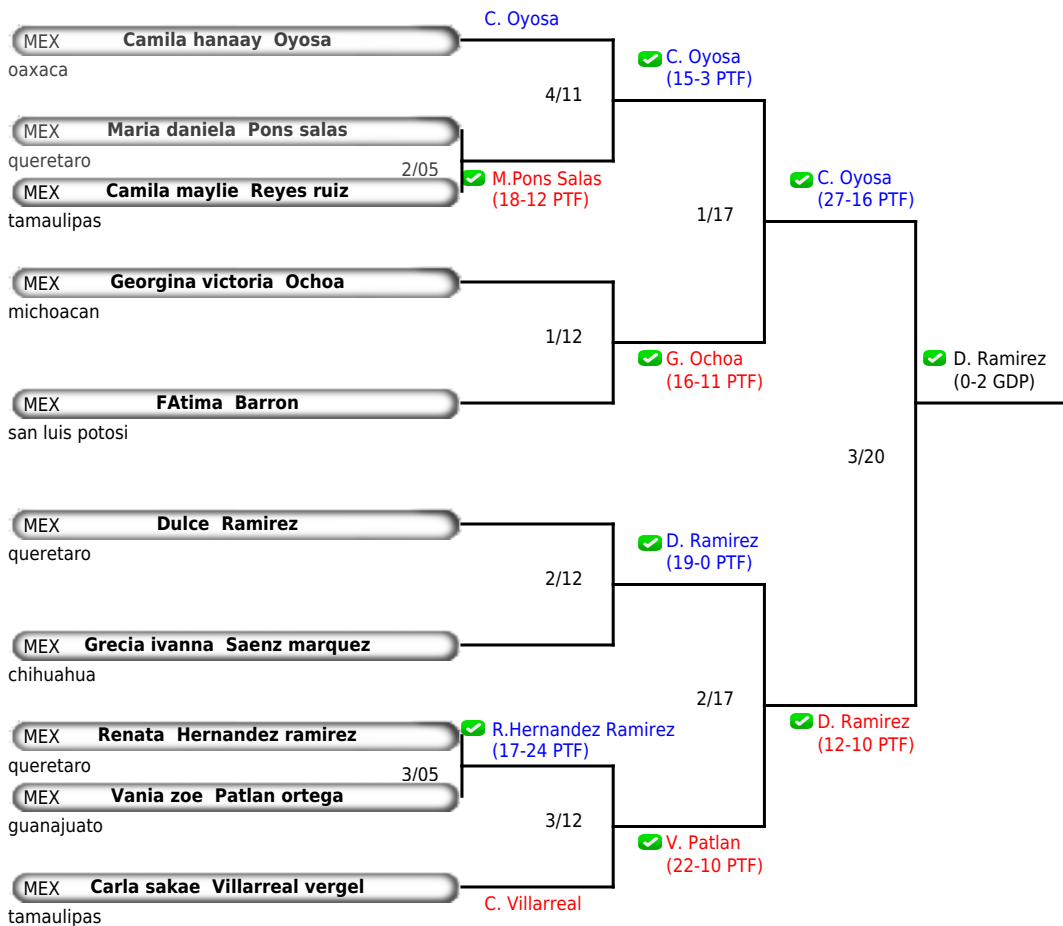 C. Oyosa
MEX Camila hanaay Oyosa
oaxaca
C. Oyosa
(15-3 PTF)
4/11
MEX Maria daniela Pons salas
queretaro
2/05
MEX Camila maylie Reyes ruiz
tamaulipas
M.Pons Salas
(18-12 PTF)
C. Oyosa
(27-16 PTF)
1/17
MEX Georgina victoria Ochoa
michoacan
1/12
G. Ochoa
(16-11 PTF)
D. Ramirez
(0-2 GDP)
MEX FAtima Barron
san luis potosi
3/20
MEX Dulce Ramirez
queretaro
D. Ramirez
(19-0 PTF)
2/12
MEX Grecia ivanna Saenz marquez
chihuahua
2/17
D. Ramirez
(12-10 PTF)
MEX Renata Hernandez ramirez
queretaro
R.Hernandez Ramirez
(17-24 PTF)
3/05
MEX Vania zoe Patlan ortega
guanajuato
3/12
V. Patlan
(22-10 PTF)
MEX Carla sakae Villarreal vergel
tamaulipas
C. Villarreal